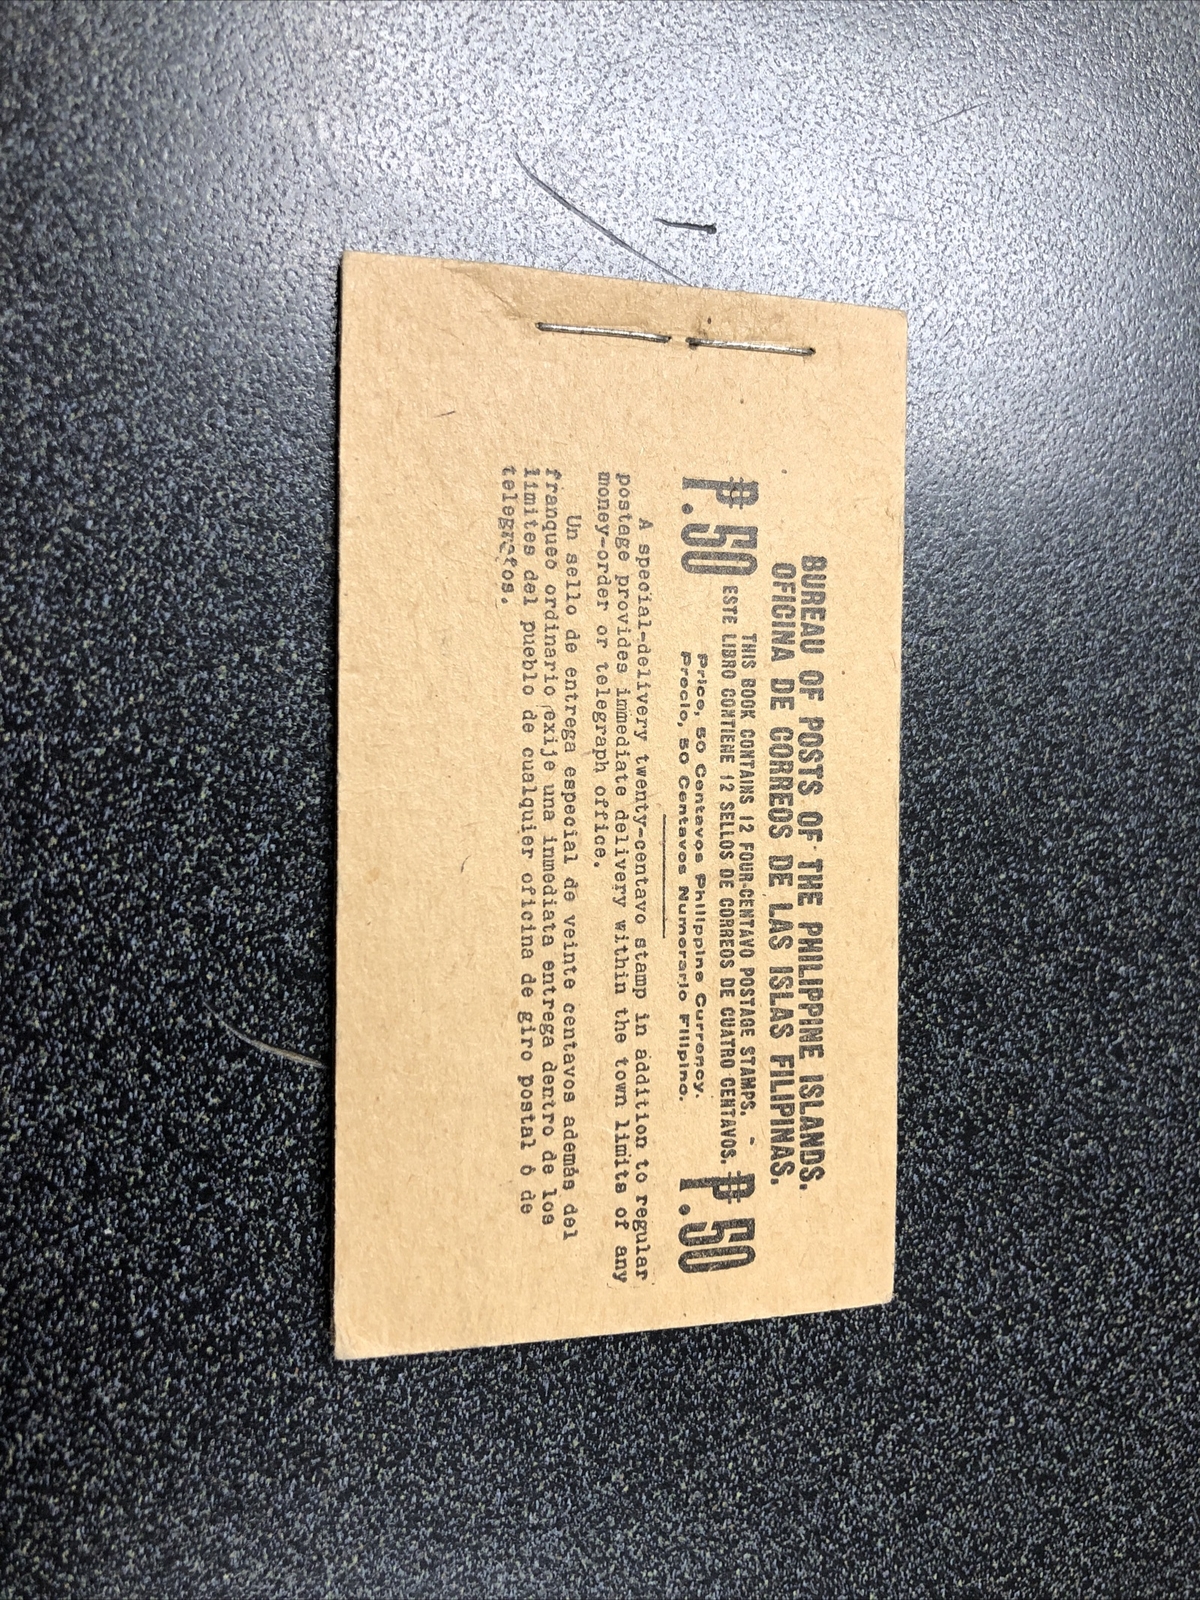 BUREAU OF POSTS OF THE PHILIPPINE ISLANDS.
OFICINA DE CORREOS DE LAS ISLAS FILIPINAS.
₱.50 THIS BOOK CONTAINS 12 FOUR-CENTAVO POSTAGE STAMPS. - ₱.50
ESTE LIBRO CONTIENE 12 SELLOS DE CORREOS DE CUATRO CENTAVOS.
Price, 50 Centavos Philippine Currency.
Precio, 50 Centavos Numerario Filipino.
A special-delivery twenty-centavo stamp in addition to regular
postage provides immediate delivery within the town limits of any
money-order or telegraph office.
Un sello de entrega especial de veinte centavos además del
franqueo ordinario exije una inmediata entrega dentro de los
limites del pueblo de cualquier oficina de giro postal ó de
telegrafos.